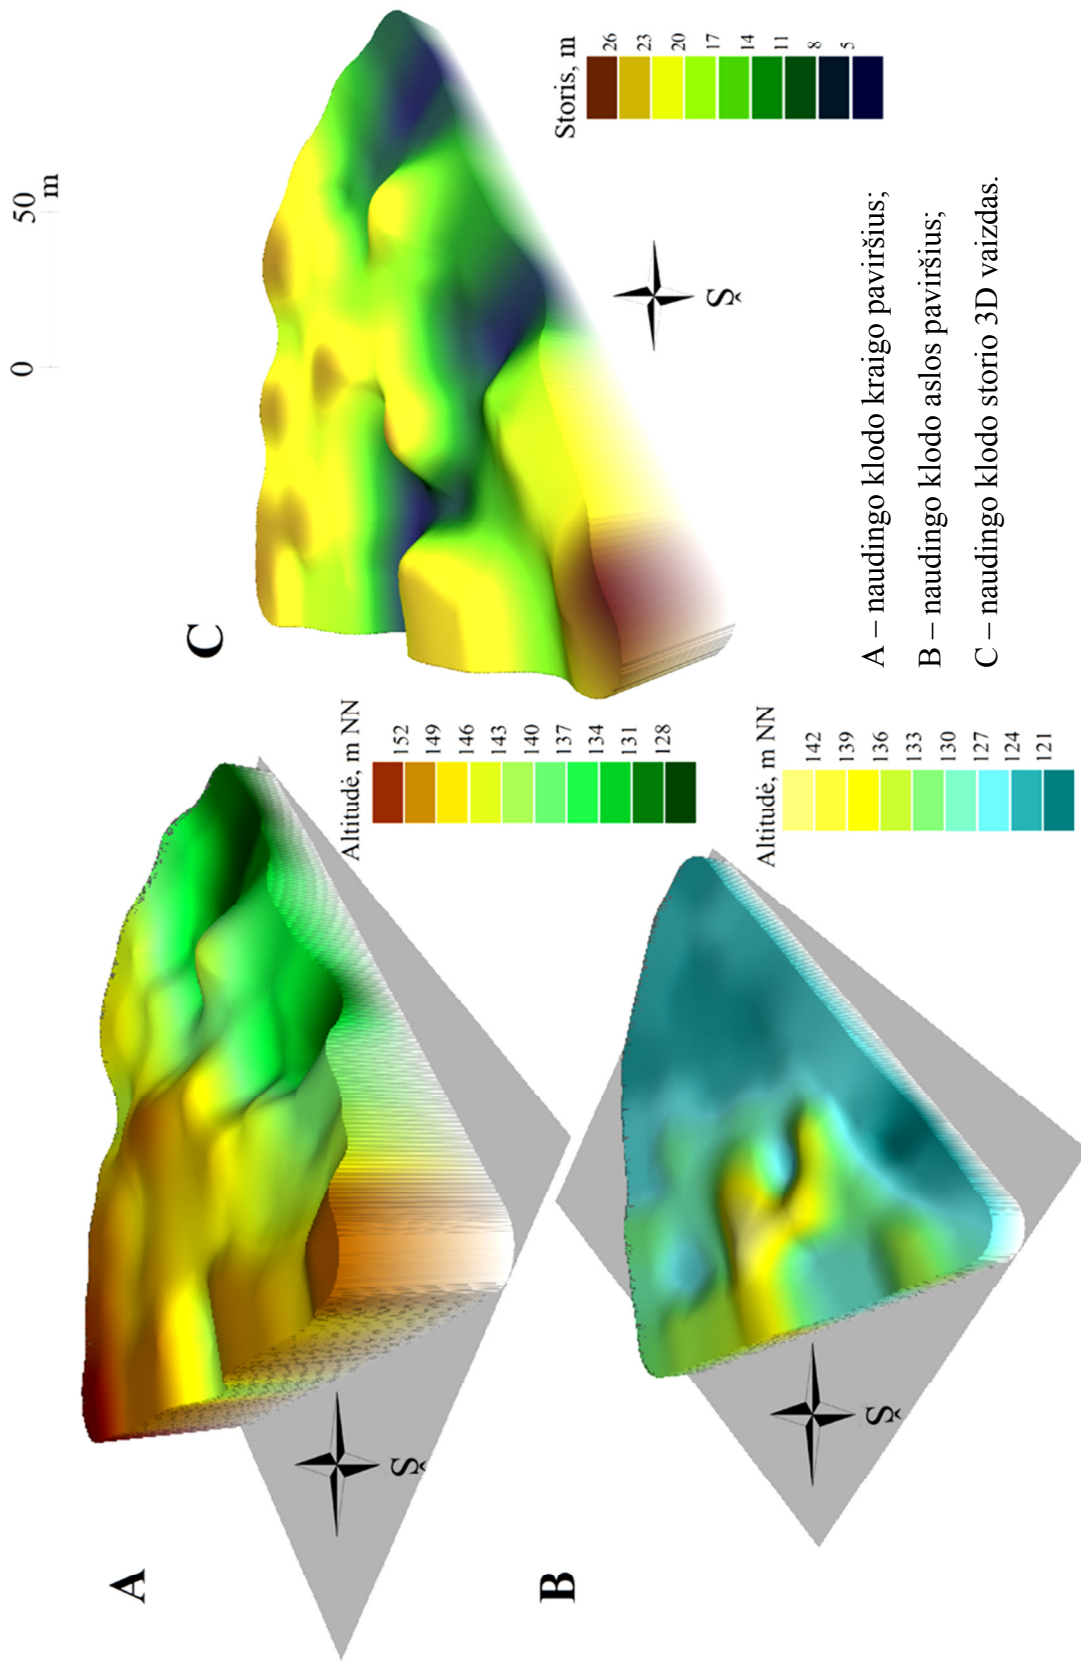 A
Altitudė, m NN
152
149
146
143
140
137
134
131
128
Š
B
Altitudė, m NN
142
139
136
133
130
127
124
121
Š
C
0 50
m
Storis, m
26
23
20
17
14
11
8
5
Š
A – naudingo klodo kraigo paviršius;
B – naudingo klodo aslos paviršius;
C – naudingo klodo storio 3D vaizdas.